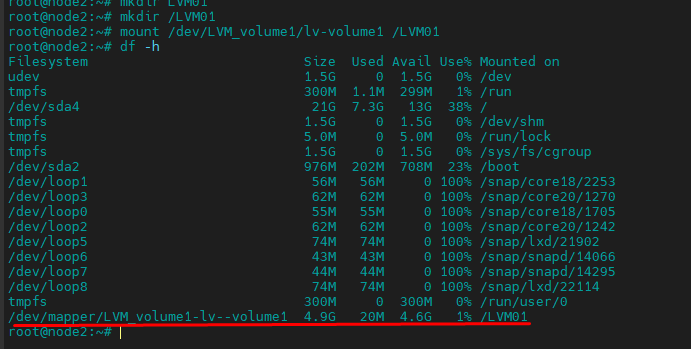 root@node2:~# mkdir LVM01
root@node2:~# mkdir /LVM01
root@node2:~# mount /dev/LVM_volume1/lv-volume1 /LVM01
root@node2:~# df -h
Filesystem                           Size  Used Avail Use% Mounted on
udev                                 1.5G     0  1.5G   0% /dev
tmpfs                                300M  1.1M  299M   1% /run
/dev/sda4                             21G  7.3G   13G  38% /
tmpfs                                1.5G     0  1.5G   0% /dev/shm
tmpfs                                5.0M     0  5.0M   0% /run/lock
tmpfs                                1.5G     0  1.5G   0% /sys/fs/cgroup
/dev/sda2                            976M  202M  708M  23% /boot
/dev/loop1                            56M   56M     0 100% /snap/core18/2253
/dev/loop3                            62M   62M     0 100% /snap/core20/1270
/dev/loop0                            55M   55M     0 100% /snap/core18/1705
/dev/loop2                            62M   62M     0 100% /snap/core20/1242
/dev/loop5                            74M   74M     0 100% /snap/lxd/21902
/dev/loop6                            43M   43M     0 100% /snap/snapd/14066
/dev/loop7                            44M   44M     0 100% /snap/snapd/14295
/dev/loop8                            74M   74M     0 100% /snap/lxd/22114
tmpfs                                300M     0  300M   0% /run/user/0
/dev/mapper/LVM_volume1-lv--volume1  4.9G   20M  4.6G   1% /LVM01
root@node2:~#